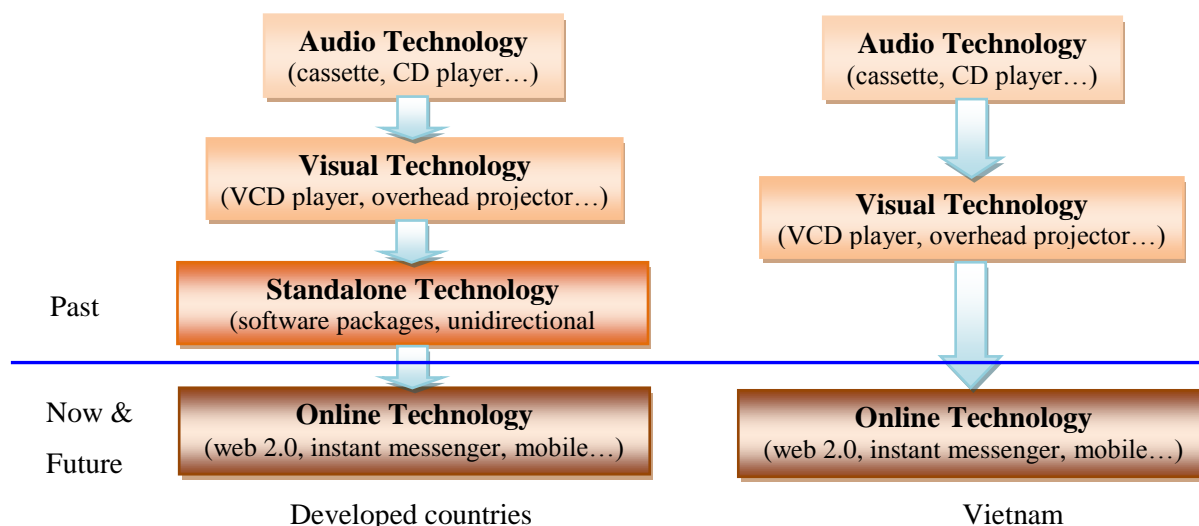 Audio Technology
(cassette, CD player…)
Visual Technology
(VCD player, overhead projector…)
Standalone Technology
(software packages, unidirectional
Online Technology
(web 2.0, instant messenger, mobile…)
Developed countries
Audio Technology
(cassette, CD player…)
Visual Technology
(VCD player, overhead projector…)
Online Technology
(web 2.0, instant messenger, mobile…)
Vietnam
Past
Now &
Future